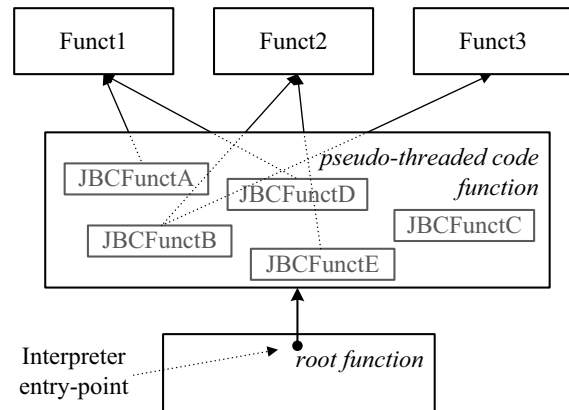 Funct1
Funct2
Funct3
pseudo-threaded code
function
JBCFunctA
JBCFunctD
JBCFunctC
JBCFunctB
JBCFunctE
Interpreter
entry-point
root function